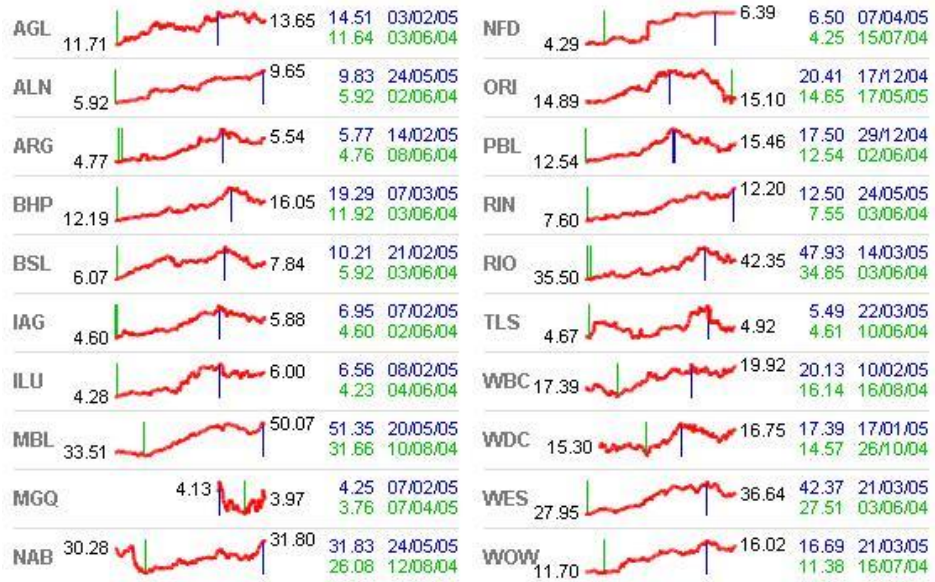 AGL 11.71 13.65 14.51 03/02/05
11.64 03/06/04
ALN 5.92 9.65 9.83 24/05/05
5.92 02/06/04
ARG 4.77 5.54 5.77 14/02/05
4.76 08/06/04
BHP 12.19 16.05 19.29 07/03/05
11.92 03/06/04
BSL 6.07 7.84 10.21 21/02/05
5.92 03/06/04
IAG 4.60 5.88 6.95 07/02/05
4.60 02/06/04
ILU 4.28 6.00 6.56 08/02/05
4.23 04/06/04
MBL 33.51 50.07 51.35 20/05/05
31.66 10/08/04
MGQ 4.13 3.97 4.25 07/02/05
3.76 07/04/05
NAB 30.28 31.80 31.83 24/05/05
26.08 12/08/04
NFD 4.29 6.39 6.50 07/04/05
4.25 15/07/04
ORI 14.89 15.10 20.41 17/12/04
14.65 17/05/05
PBL 12.54 15.46 17.50 29/12/04
12.54 02/06/04
RIN 7.60 12.20 12.50 24/05/05
7.55 03/06/04
RIO 35.50 42.35 47.93 14/03/05
34.85 03/06/04
TLS 4.67 4.92 5.49 22/03/05
4.61 10/06/04
WBC 17.39 19.92 20.13 10/02/05
16.14 16/08/04
WDC 15.30 16.75 17.39 17/01/05
14.57 26/10/04
WES 27.95 36.64 42.37 21/03/05
27.51 03/06/04
WOW 11.70 16.02 16.69 21/03/05
11.38 16/07/04